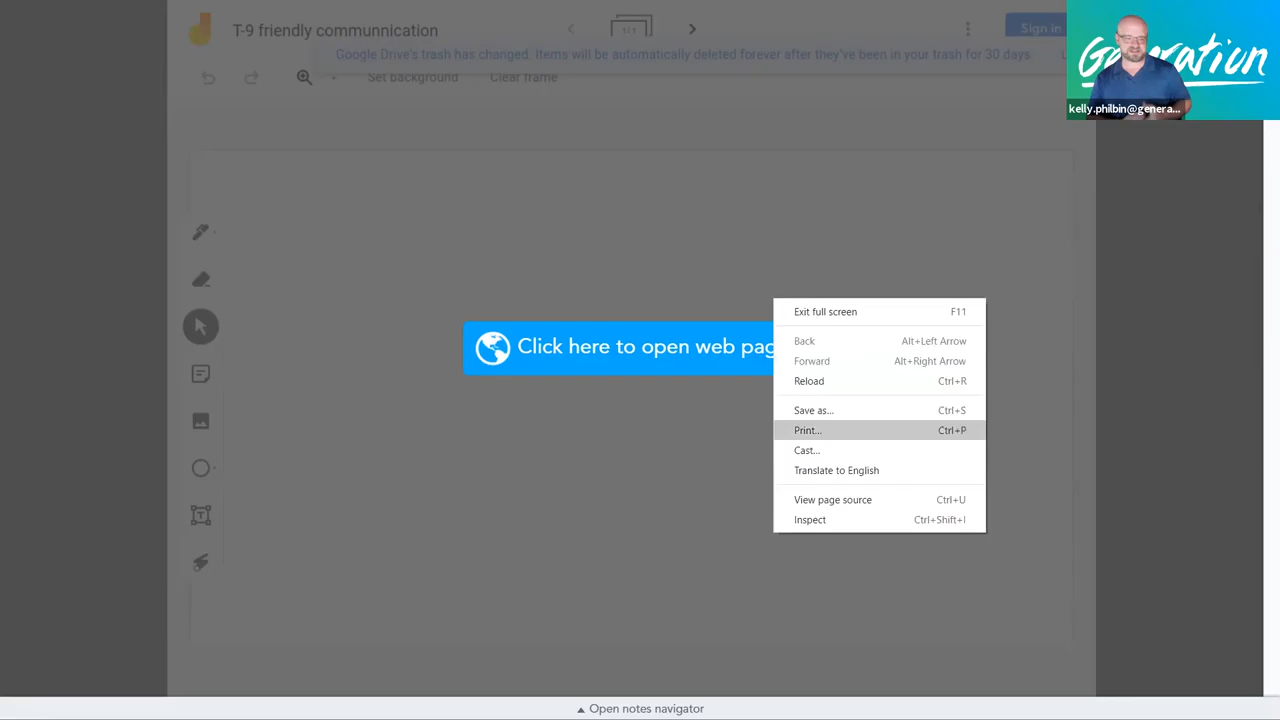 T-9 friendly communnication
Sign in
Google Drive's trash has changed. Items will be automatically deleted forever after they've been in your trash for 30 days.
Set background
Clear frame
Generation
kelly.philbin@genera...
Click here to open web pag
Exit full screen F11
Back Alt+Left Arrow
Forward Alt+Right Arrow
Reload Ctrl+R
Save as... Ctrl+S
Print... Ctrl+P
Cast...
Translate to English
View page source Ctrl+U
Inspect Ctrl+Shift+I
Open notes navigator